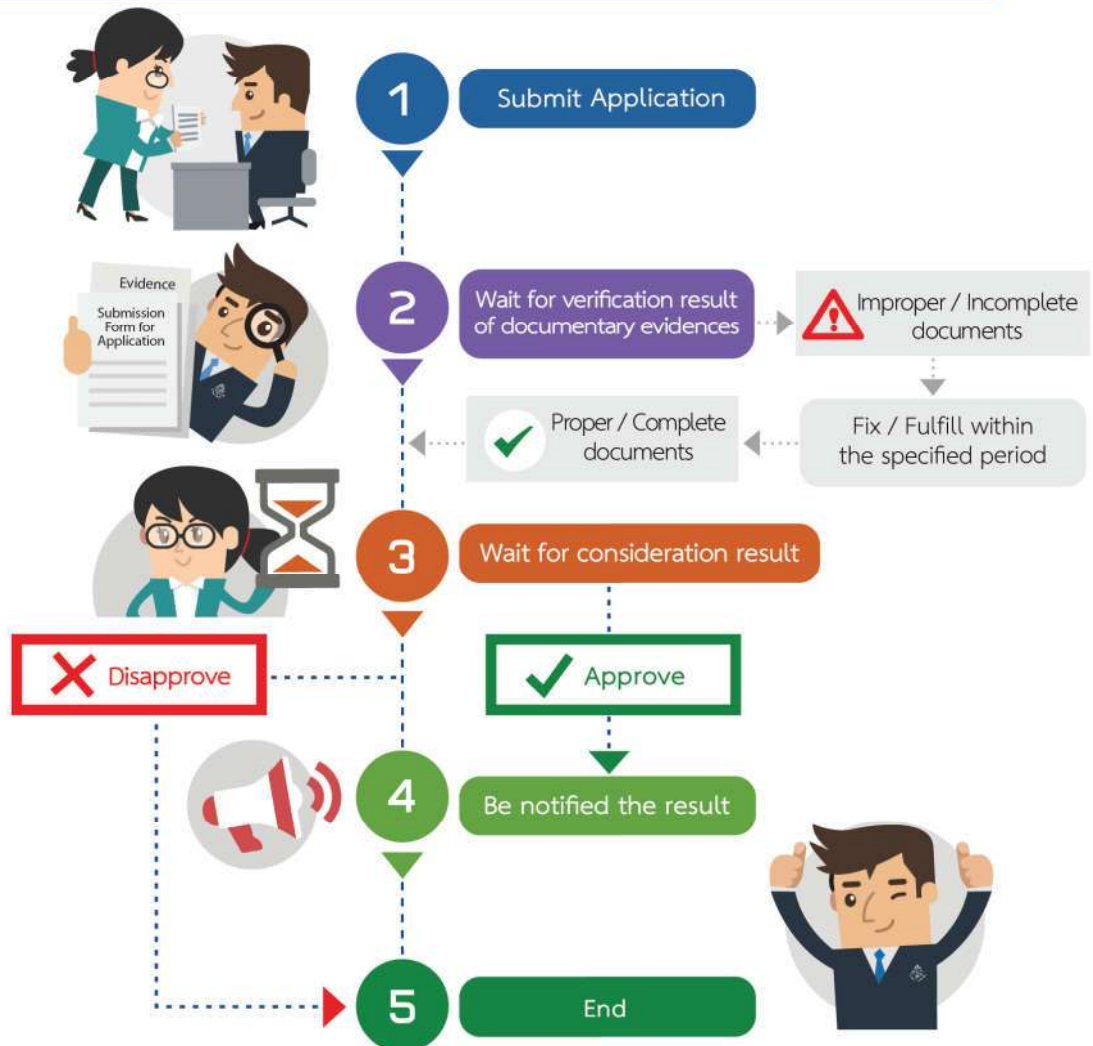 1
Submit Application
Evidence
Submission
Form for
Application
2
Wait for verification result
of documentary evidences
Improper / Incomplete
documents
Proper / Complete
documents
Fix / Fulfill within
the specified period
3
Wait for consideration result
Disapprove
Approve
4
Be notified the result
5
End